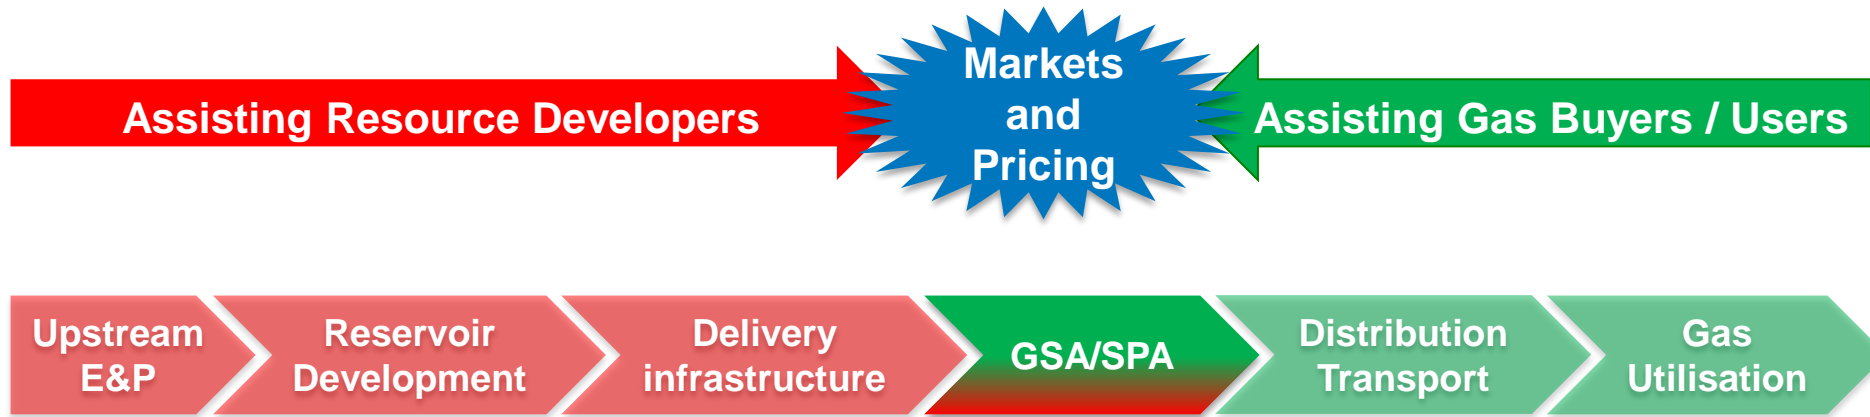 Assisting Resource Developers
Markets
and
Pricing
Assisting Gas Buyers / Users
Upstream
E&P
Reservoir
Development
Delivery
infrastructure
GSA/SPA
Distribution
Transport
Gas
Utilisation